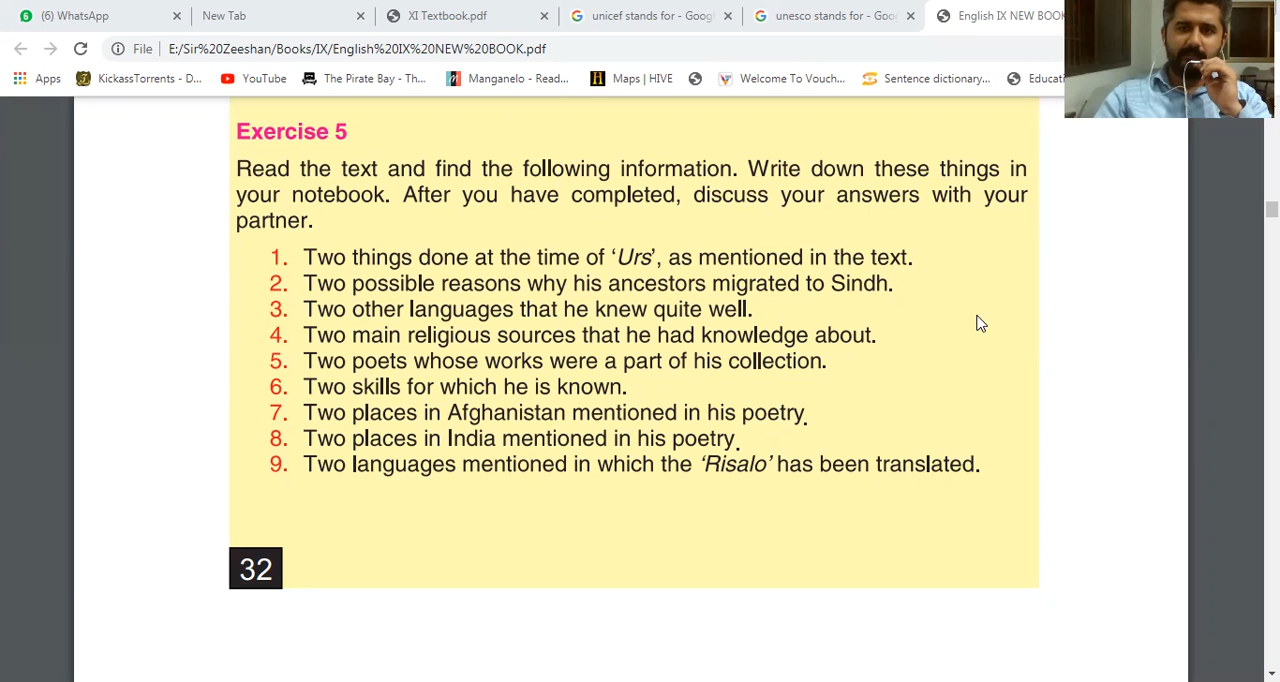 6 (6) WhatsApp New Tab XI Textbook.pdf unicef stands for - Goog unesco stands for - Goo English IX NEW BOOK
File E:/Sir%20Zeeshan/Books/IX/English%20IX%20NEW%20BOOK.pdf
Apps KickassTorrents - D... YouTube The Pirate Bay - Th... Manganelo - Read... Maps | HIVE Welcome To Vouch... Sentence dictionary... Educati
Exercise 5
Read the text and find the following information. Write down these things in
your notebook. After you have completed, discuss your answers with your
partner.
1. Two things done at the time of ‘Urs’, as mentioned in the text.
2. Two possible reasons why his ancestors migrated to Sindh.
3. Two other languages that he knew quite well.
4. Two main religious sources that he had knowledge about.
5. Two poets whose works were a part of his collection.
6. Two skills for which he is known.
7. Two places in Afghanistan mentioned in his poetry.
8. Two places in India mentioned in his poetry.
9. Two languages mentioned in which the ‘Risalo’ has been translated.
32